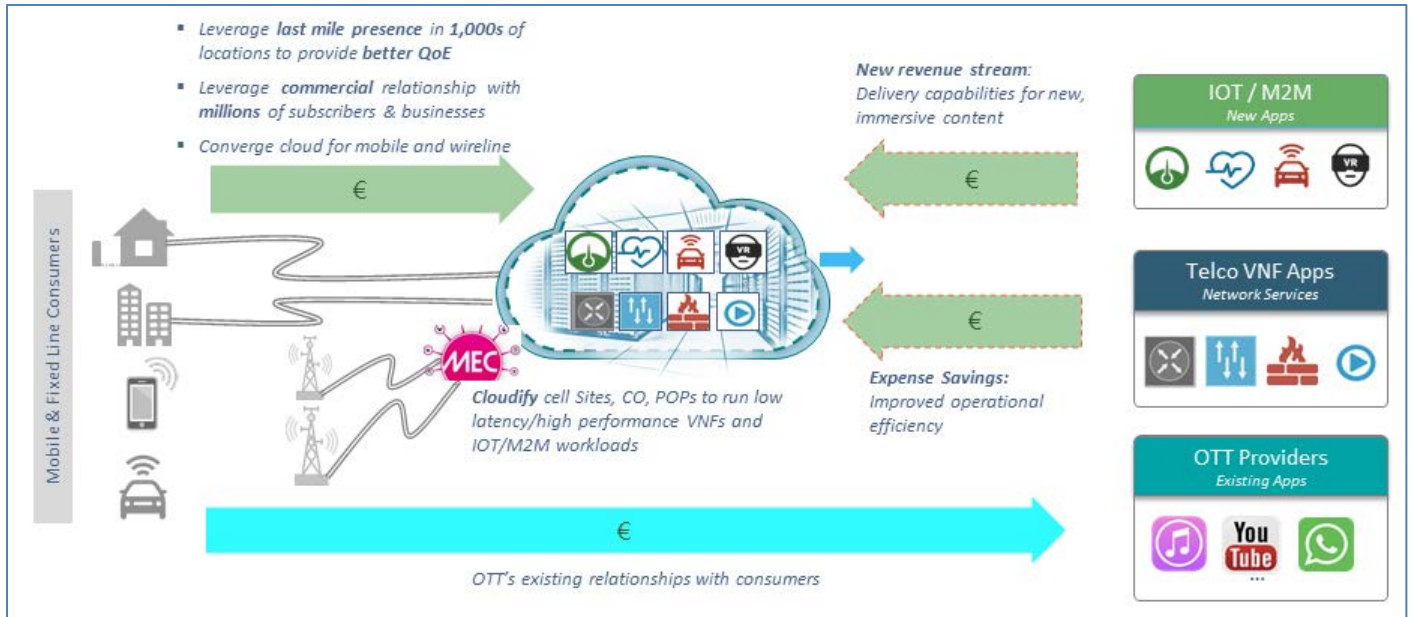 ▪ Leverage last mile presence in 1,000s of
locations to provide better QoE
▪ Leverage commercial relationship with
millions of subscribers & businesses
▪ Converge cloud for mobile and wireline
€
New revenue stream:
Delivery capabilities for new,
immersive content
€
IOT / M2M
New Apps
VR
Mobile & Fixed Line Consumers
VR
MEC
Cloudify cell Sites, CO, POPs to run low
latency/high performance VNFs and
IOT/M2M workloads
€
Expense Savings:
Improved operational
efficiency
Telco VNF Apps
Network Services
OTT Providers
Existing Apps
You
Tube
...
€
OTT's existing relationships with consumers